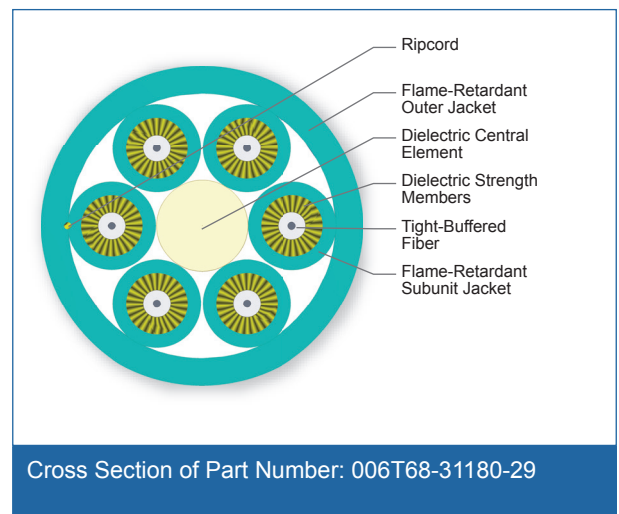 Ripcord
Flame-Retardant
Outer Jacket
Dielectric Central
Element
Dielectric Strength
Members
Tight-Buffered
Fiber
Flame-Retardant
Subunit Jacket
Cross Section of Part Number: 006T68-31180-29